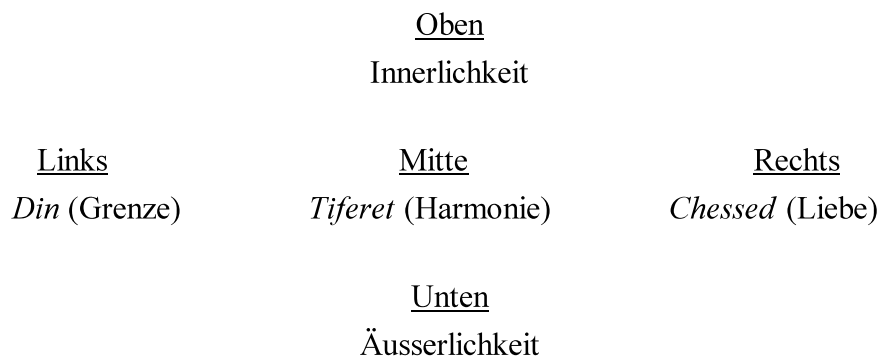 Oben
Innerlichkeit
Links Mitte Rechts
Din (Grenze) Tiferet (Harmonie) Chessed (Liebe)
Unten
Äusserlichkeit